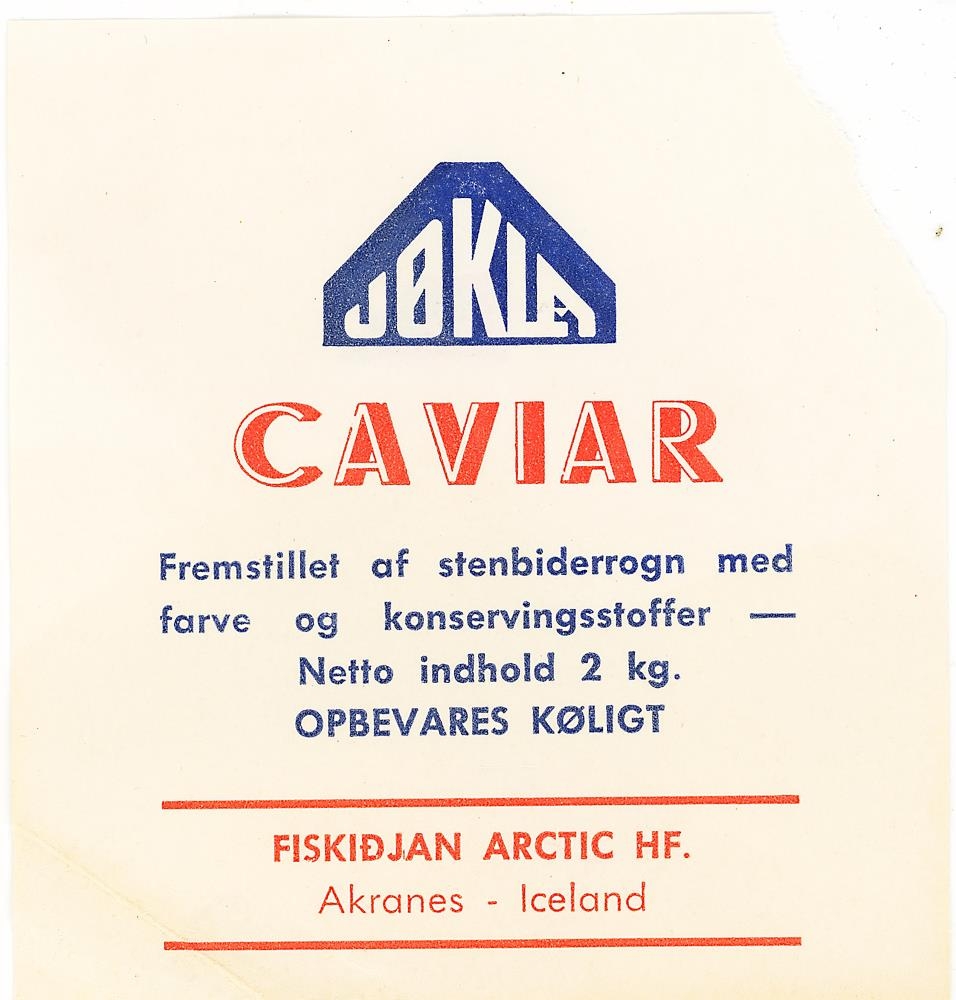 JØKLA
CAVIAR
Fremstillet af stenbiderrogn med
farve og konservingsstoffer —
Netto indhold 2 kg.
OPBEVARES KØLIGT
FISKIÐJAN ARCTIC HF.
Akranes - Iceland